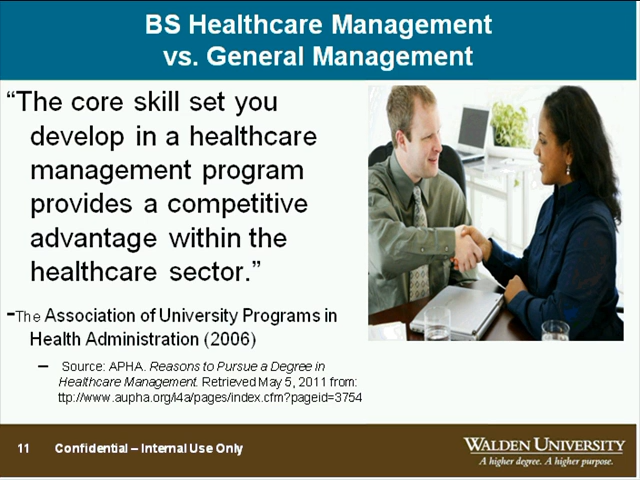 BS Healthcare Management
vs. General Management
“The core skill set you
develop in a healthcare
management program
provides a competitive
advantage within the
healthcare sector.”
-The Association of University Programs in
Health Administration (2006)
– Source: APHA. Reasons to Pursue a Degree in
Healthcare Management. Retrieved May 5, 2011 from:
ttp://www.aupha.org/i4a/pages/index.cfm?pageid=3754
11 Confidential – Internal Use Only
WALDEN UNIVERSITY
A higher degree. A higher purpose.